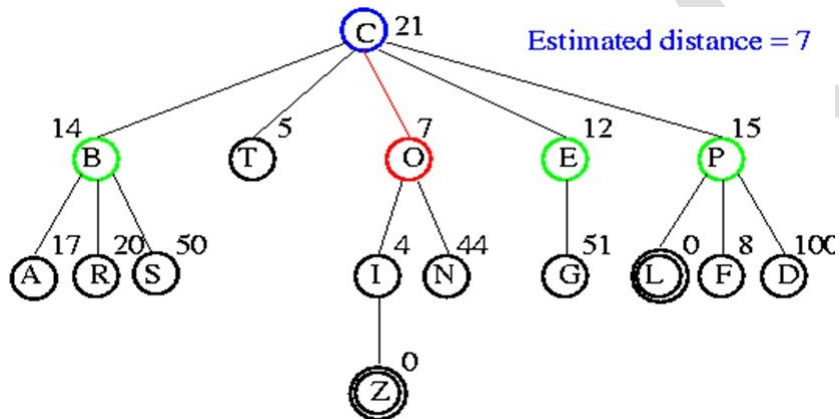 C 21
Estimated distance = 7
14 5 7 12 15
B T O E P
17 20 50 4 44 51 0 8 100
A R S I N G L F D
0
Z